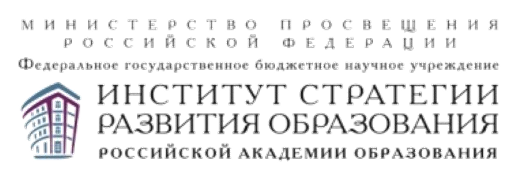 МИНИСТЕРСТВО ПРОСВЕЩЕНИЯ
РОССИЙСКОЙ ФЕДЕРАЦИИ
Федеральное государственное бюджетное научное учреждение
ИНСТИТУТ СТРАТЕГИИ
РАЗВИТИЯ ОБРАЗОВАНИЯ
РОССИЙСКОЙ АКАДЕМИИ ОБРАЗОВАНИЯ